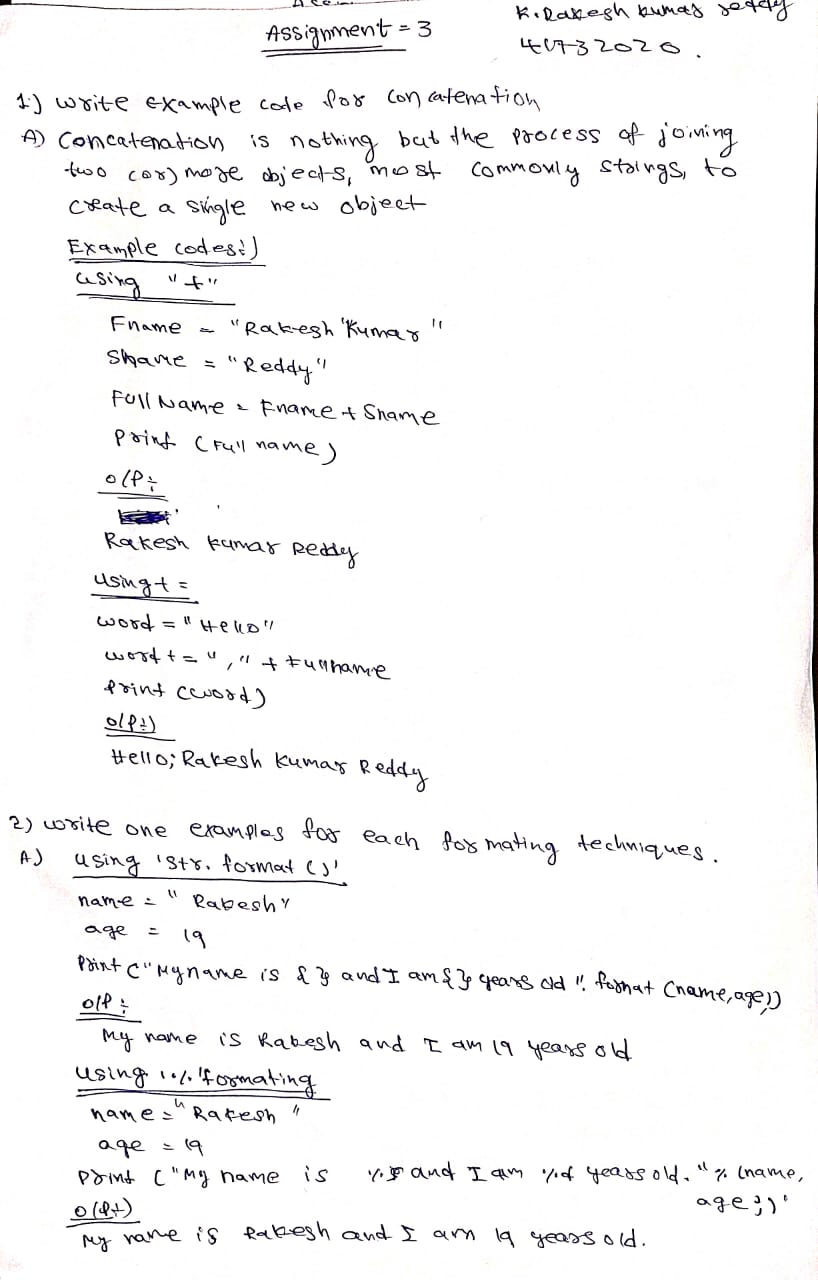 K. Rakesh kumar reddy
Assignment = 3
1) write example code for concatenation
A) Concatenation is nothing but the process of joining
two (or) more objects, most commonly strings, to
create a single new object
Example codes:)
using "+"
Fname = "Rakesh Kumar"
Sname = "Reddy"
Full Name = Fname + Sname
Print (Full name)
o/p:
Rakesh kumar Reddy
using + =
word = "Hello"
word + = "," + Fullname
Print (word)
o/p:)
Hello; Rakesh Kumar Reddy
2) write one examples for each formating techniques.
A) using 'str. format ()'
name = "Rakesh"
age = 19
Print ("My name is {} and I am {} years old". format (name, age))
o/p:
My name is Rakesh and I am 19 years old
using '%' formating
name = "Rakesh"
age = 19
print ("My name is %s and I am %d years old." % (name,
age;)'
o/p:)
My name is Rakesh and I am 19 years old.